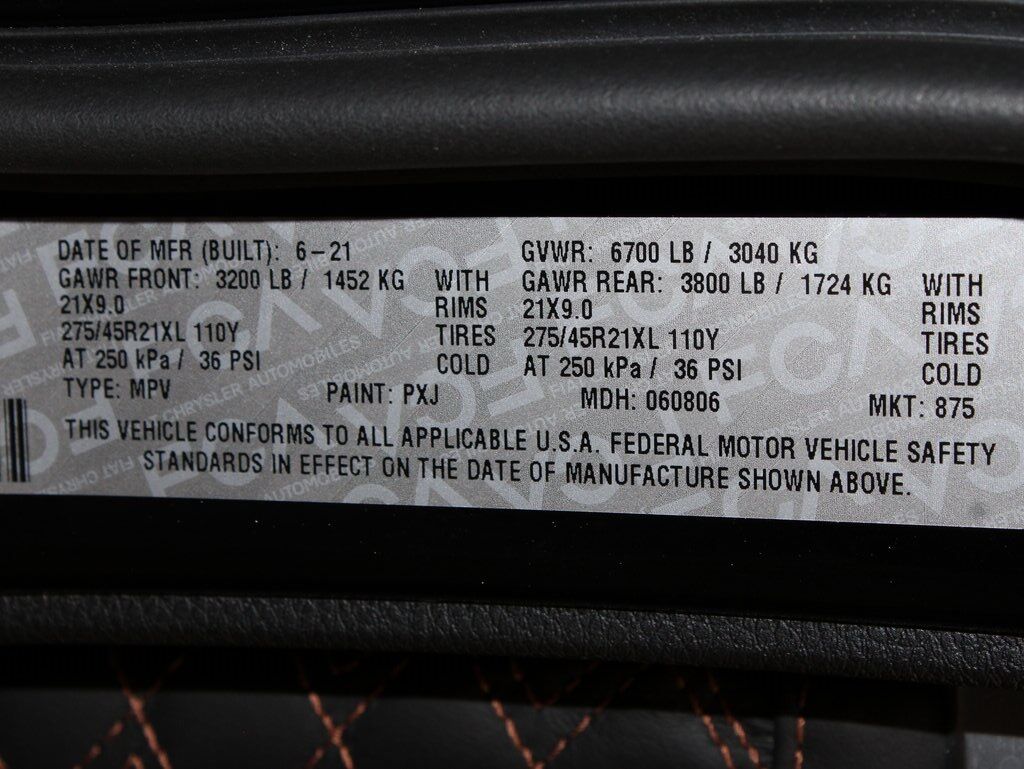 DATE OF MFR (BUILT): 6-21 GVWR: 6700 LB / 3040 KG
GAWR FRONT: 3200 LB / 1452 KG WITH GAWR REAR: 3800 LB / 1724 KG WITH
21X9.0 RIMS 21X9.0 RIMS
275/45R21XL 110Y TIRES 275/45R21XL 110Y TIRES
AT 250 kPa / 36 PSI COLD AT 250 kPa / 36 PSI COLD
TYPE: MPV PAINT: PXJ MDH: 060806 MKT: 875
THIS VEHICLE CONFORMS TO ALL APPLICABLE U.S.A. FEDERAL MOTOR VEHICLE SAFETY
STANDARDS IN EFFECT ON THE DATE OF MANUFACTURE SHOWN ABOVE.